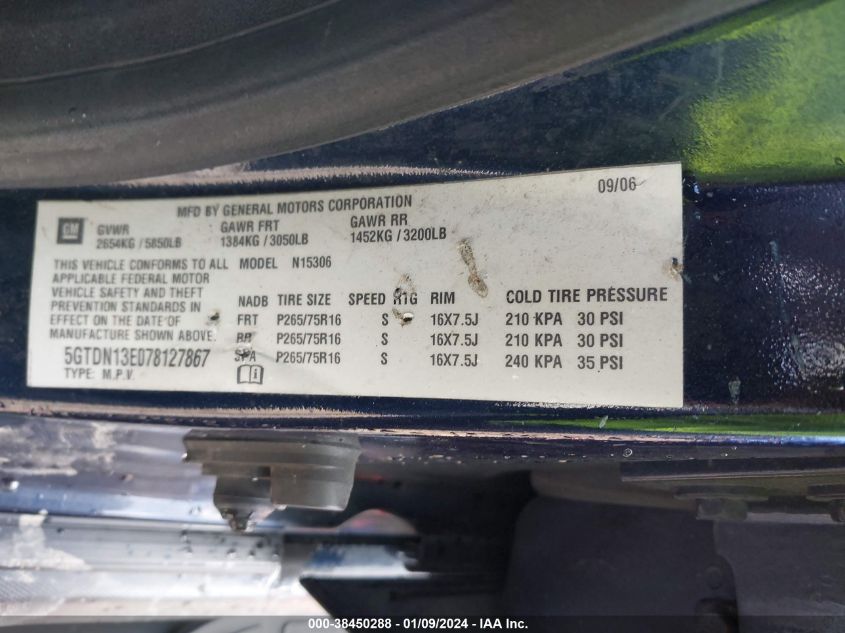 09/06
MFD BY GENERAL MOTORS CORPORATION
GM GVWR GAWR FRT GAWR RR
2654KG / 5850LB 1384KG / 3050LB 1452KG / 3200LB
THIS VEHICLE CONFORMS TO ALL MODEL N15306
APPLICABLE FEDERAL MOTOR
VEHICLE SAFETY AND THEFT
PREVENTION STANDARDS IN
EFFECT ON THE DATE OF
MANUFACTURE SHOWN ABOVE.
5GTDN13E078127867
TYPE: M.P.V.
NADB TIRE SIZE SPEED RTG RIM COLD TIRE PRESSURE
FRT P265/75R16 S 16X7.5J 210 KPA 30 PSI
RR P265/75R16 S 16X7.5J 210 KPA 30 PSI
SPA P265/75R16 S 16X7.5J 240 KPA 35 PSI
000-38450288 - 01/09/2024 - IAA Inc.